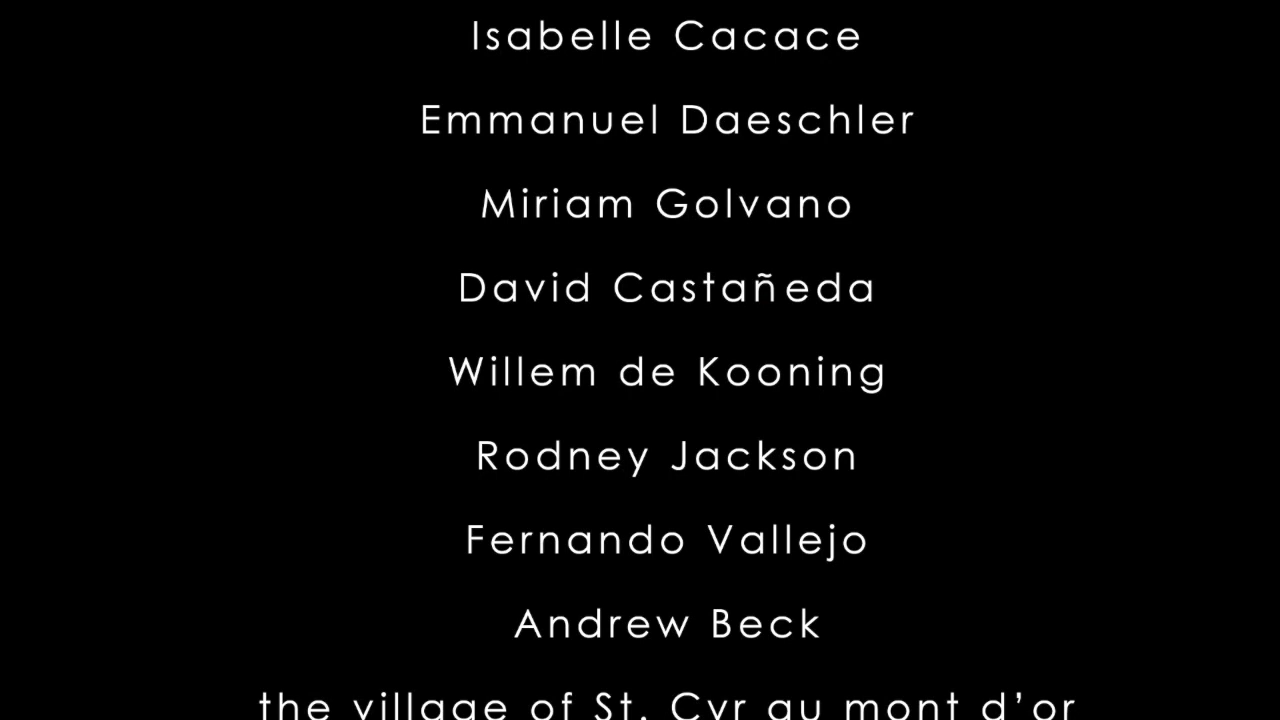 Isabelle Cacace
Emmanuel Daeschler
Miriam Golvano
David Castañeda
Willem de Kooning
Rodney Jackson
Fernando Vallejo
Andrew Beck
the village of St. Cyr au mont d’or